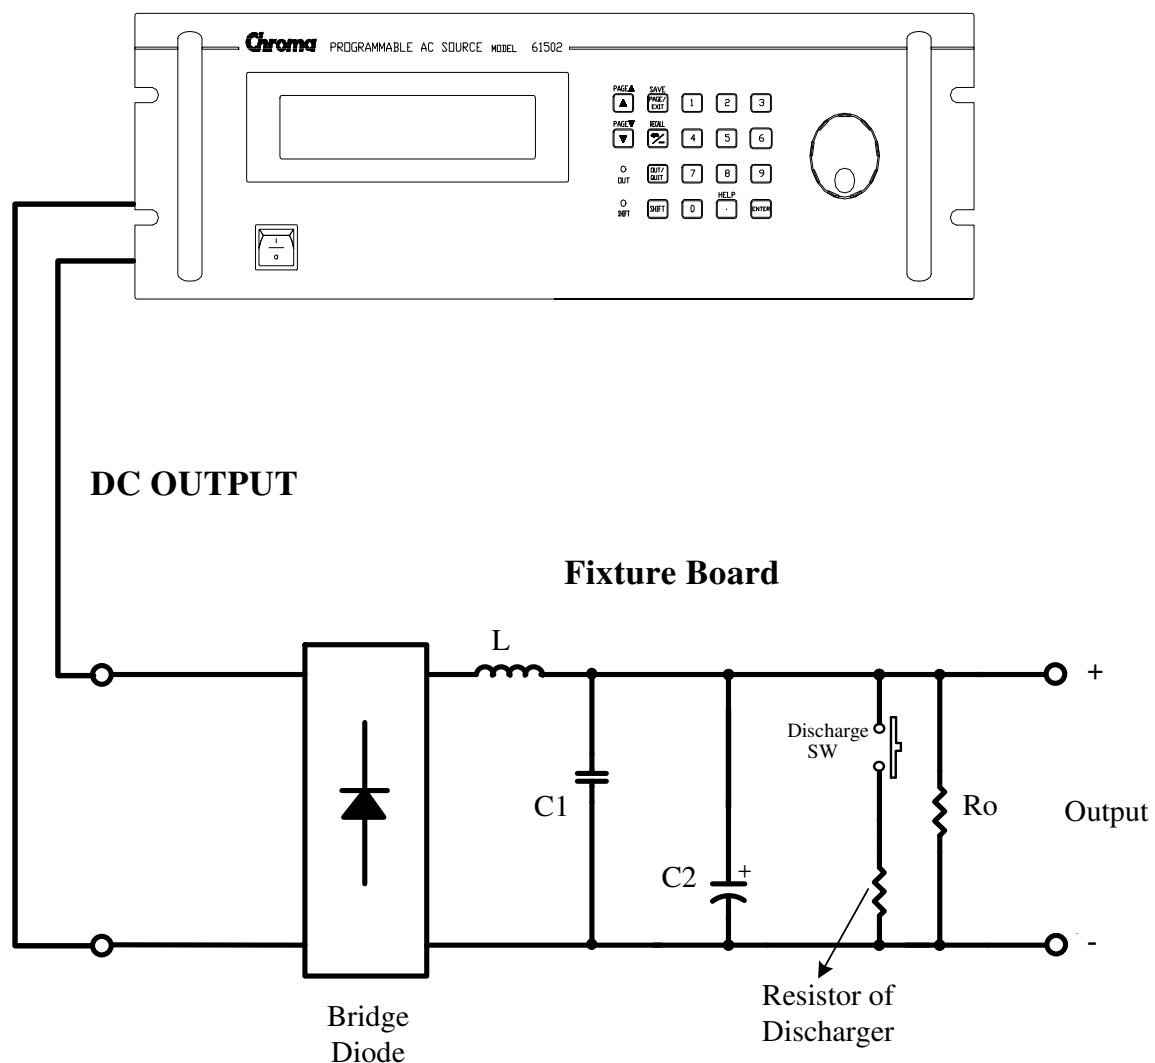 Chroma PROGRAMMABLE AC SOURCE MODEL 61502
PAGE▲ SAVE
▲ PAGE/EXIT 1 2 3
PAGE▼ RECALL
▼ 4 5 6
OUT OUT/QUIT 7 8 9
HELP
SHIFT SHIFT 0 . ENTER
I
0
DC OUTPUT
Fixture Board
L
+
Discharge
SW
C1
Ro
Output
C2
+
-
Resistor of
Discharger
Bridge
Diode